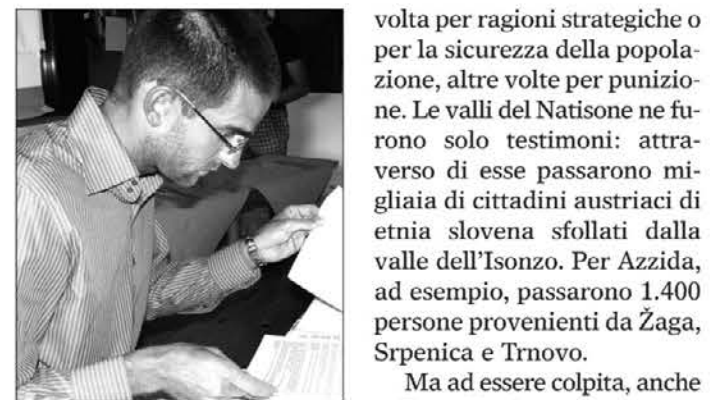 volta per ragioni strategiche o
per la sicurezza della popola-
zione, altre volte per punizio-
ne. Le valli del Natisone ne fu-
rono solo testimoni: attra-
verso di esse passarono mi-
gliaia di cittadini austriaci di
etnia slovena sfollati dalla
valle dell'Isonzo. Per Azzida,
ad esempio, passarono 1.400
persone provenienti da Žaga,
Srpenica e Trnovo.
Ma ad essere colpita, anche